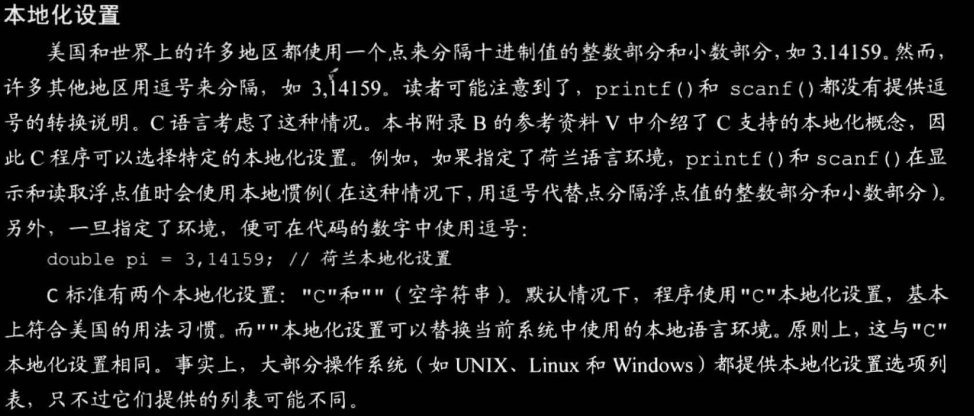 本地化设置
美国和世界上的许多地区都使用一个点来分隔十进制值的整数部分和小数部分，如 3.14159。然而，
许多其他地区用逗号来分隔，如 3,14159。读者可能注意到了，printf()和 scanf()都没有提供逗
号的转换说明。C 语言考虑了这种情况。本书附录 B 的参考资料 V 中介绍了 C 支持的本地化概念，因
此 C 程序可以选择特定的本地化设置。例如，如果指定了荷兰语言环境，printf()和 scanf()在显
示和读取浮点值时会使用本地惯例（在这种情况下，用逗号代替点分隔浮点值的整数部分和小数部分）。
另外，一旦指定了环境，便可在代码的数字中使用逗号：
double pi = 3,14159; // 荷兰本地化设置
C 标准有两个本地化设置："C"和""（空字符串）。默认情况下，程序使用"C"本地化设置，基本
上符合美国的用法习惯。而""本地化设置可以替换当前系统中使用的本地语言环境。原则上，这与"C"
本地化设置相同。事实上，大部分操作系统（如 UNIX、Linux 和 Windows）都提供本地化设置选项列
表，只不过它们提供的列表可能不同。